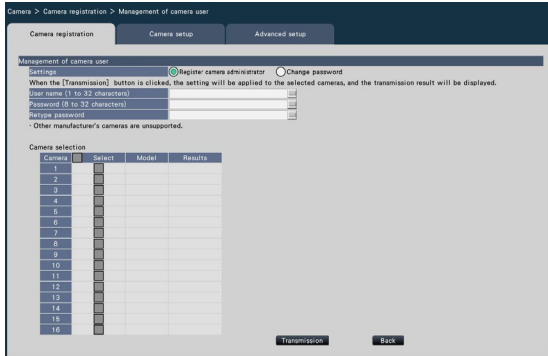 Camera > Camera registration > Management of camera user
Camera registration Camera setup Advanced setup
Management of camera user
Settings Register camera administrator Change password
When the [Transmission] button is clicked, the setting will be applied to the selected cameras, and the transmission result will be displayed.
User name (1 to 32 characters)
Password (8 to 32 characters)
Retype password
· Other manufacturer's cameras are unsupported.
Camera selection
Camera Select Model Results
1
2
3
4
5
6
7
8
9
10
11
12
13
14
15
16
Transmission Back